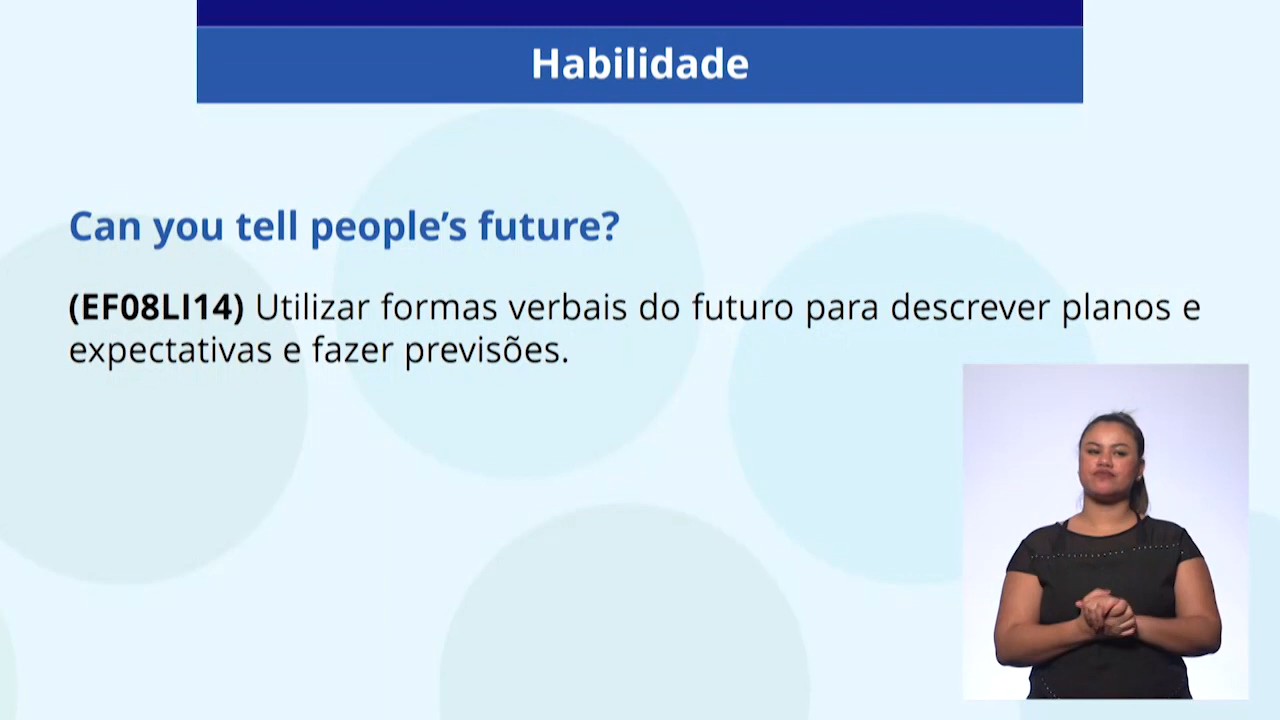 Habilidade
Can you tell people’s future?
(EF08LI14) Utilizar formas verbais do futuro para descrever planos e
expectativas e fazer previsões.